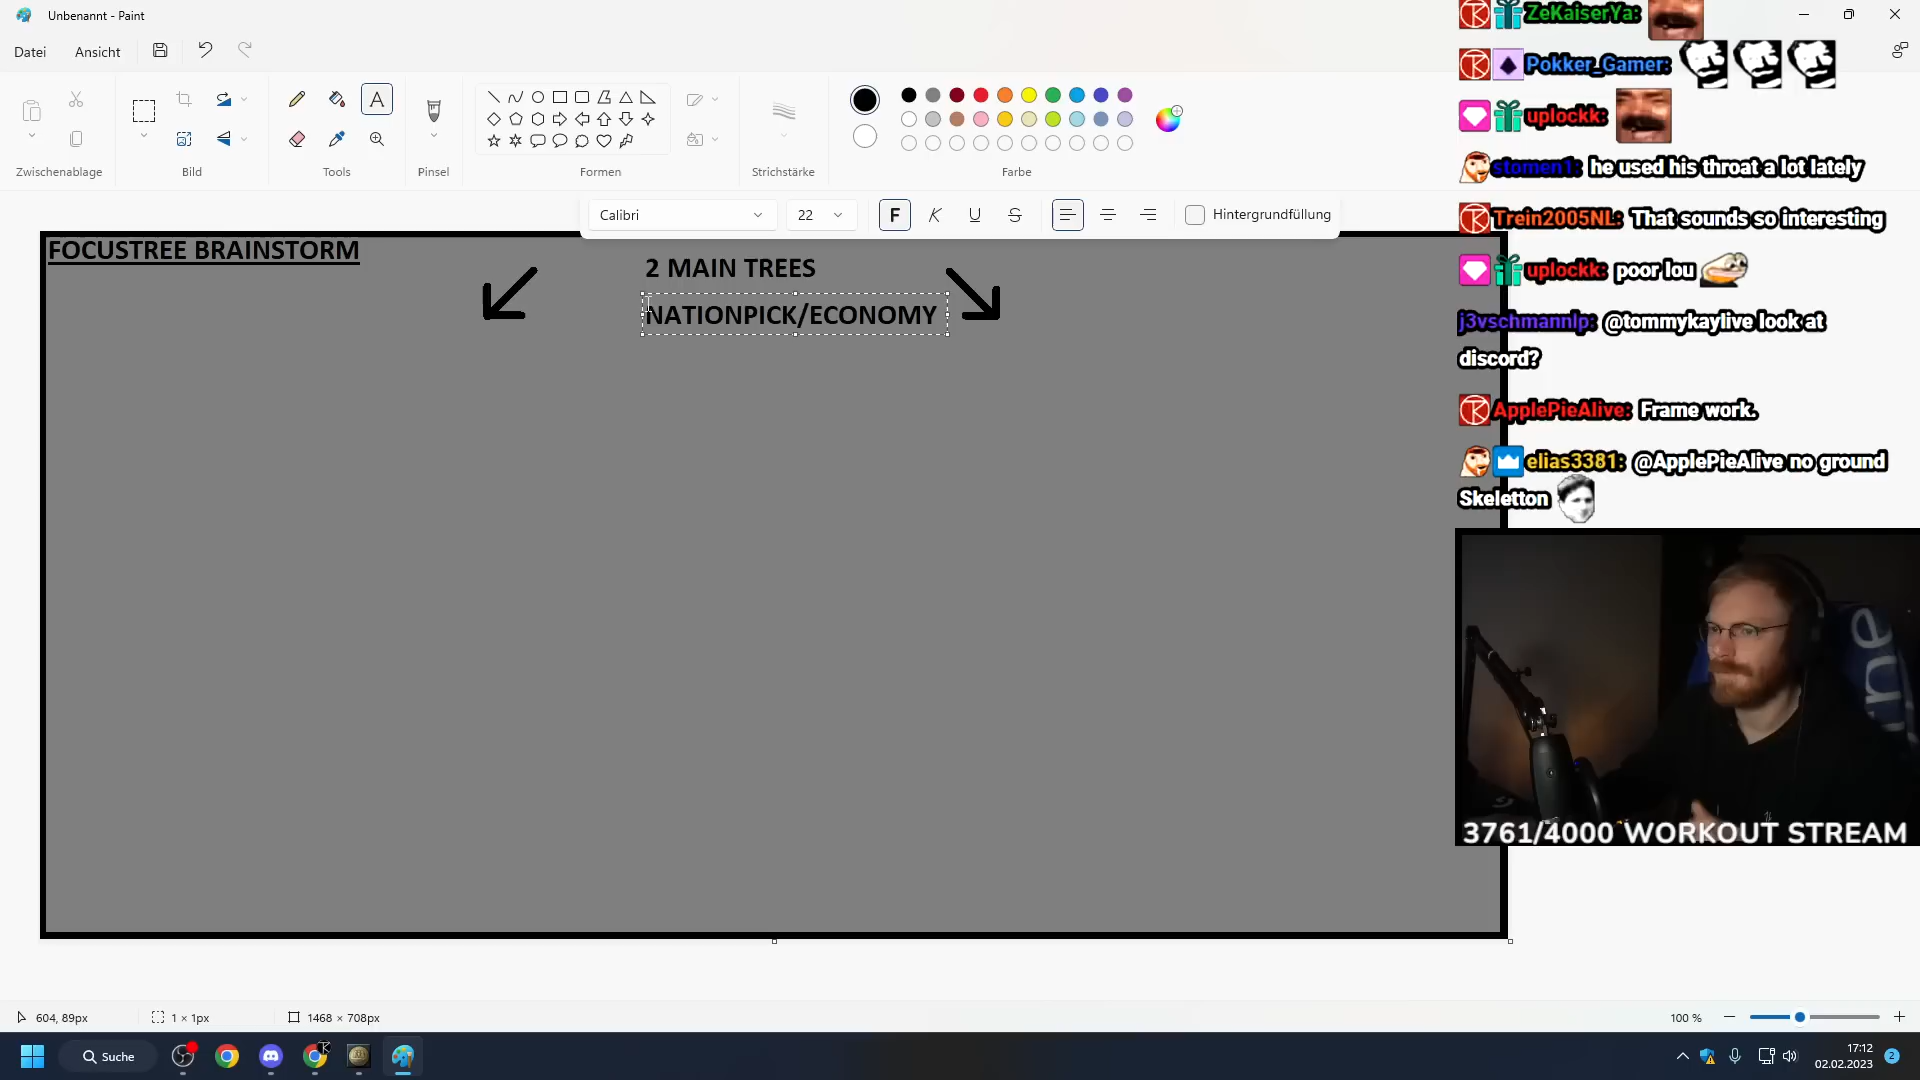 Unbenannt - Paint
Datei
Ansicht
Zwischenablage
Bild
Tools
Pinsel
Formen
Strichstärke
Farbe
Calibri
22
F
K
U
S
Hintergrundfüllung
FOCUSTREE BRAINSTORM
2 MAIN TREES
NATIONPICK/ECONOMY
ZeKaiserYa:
Pokker_Gamer:
uplockk:
stomen1: he used his throat a lot lately
Trein2005NL: That sounds so interesting
uplockk: poor lou
j3vschmannlp: @tommykaylive look at
discord?
ApplePieAlive: Frame work.
elias3381: @ApplePieAlive no ground
Skeletton
3761/4000 WORKOUT STREAM
604, 89px
1 × 1px
1468 × 708px
100 %
Suche
17:12
02.02.2023
2